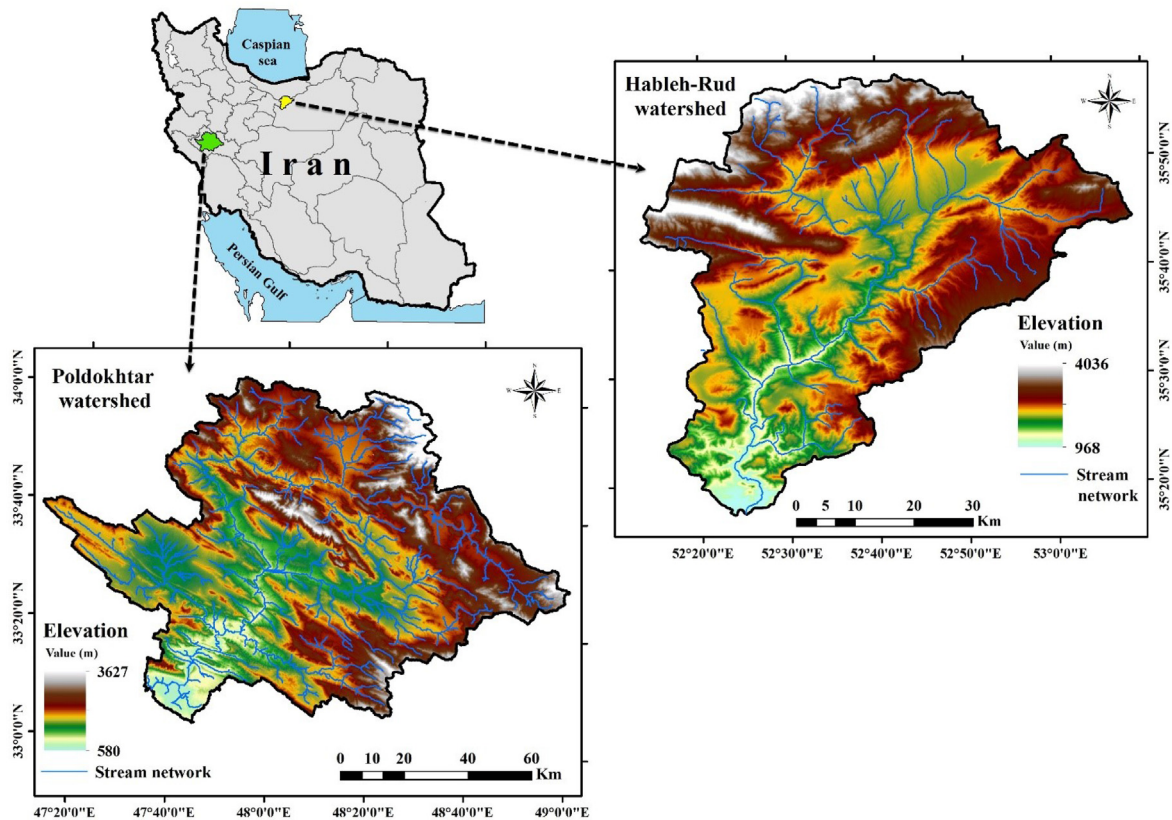 Caspian
sea
Iran
Persian Gulf
Hableh-Rud
watershed
N
W E
S
35°50'0"N
35°40'0"N
35°30'0"N
35°20'0"N
Elevation
Value (m)
4036
968
Stream
network
0 5 10 20 30
Km
52°20'0"E 52°30'0"E 52°40'0"E 52°50'0"E 53°0'0"E
Poldokhtar
watershed
N
W E
S
34°0'0"N
33°40'0"N
33°20'0"N
33°0'0"N
Elevation
Value (m)
3627
580
Stream network
0 10 20 40 60
Km
47°20'0"E 47°40'0"E 48°0'0"E 48°20'0"E 48°40'0"E 49°0'0"E